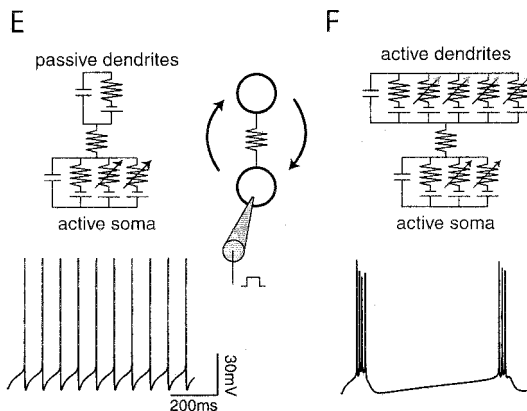 E
F
passive dendrites
active dendrites
active soma
active soma
30mV
200ms